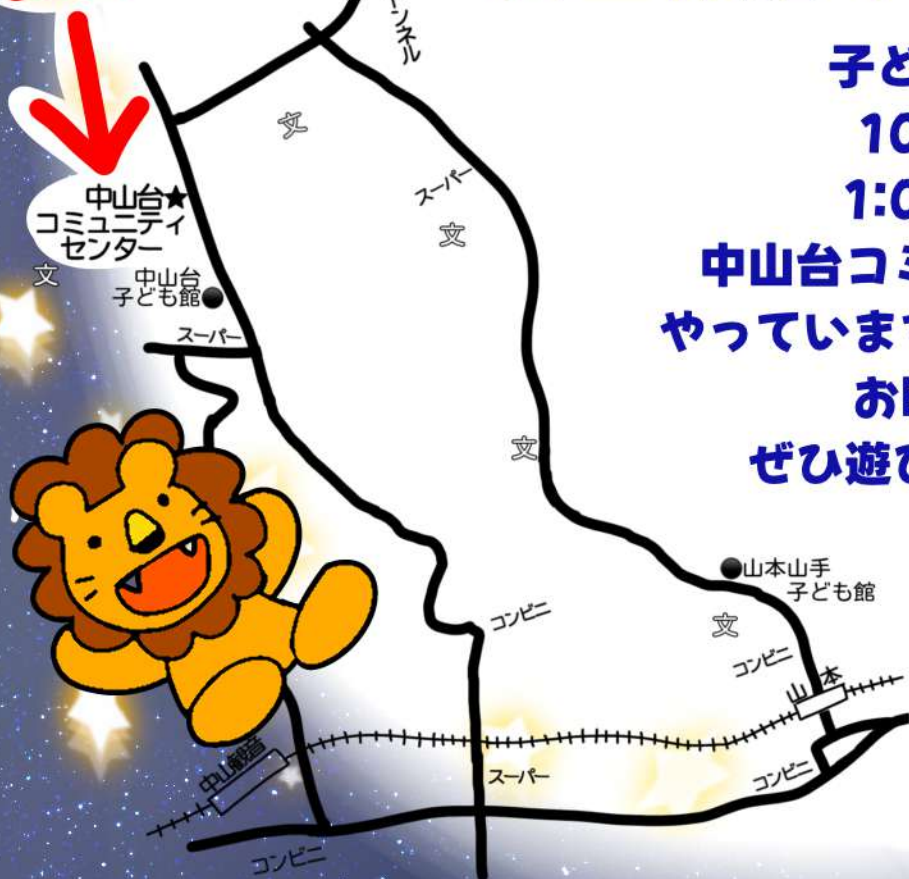 ンネル
子ど
10
1:0
中山台コミ
やっています
お
ぜひ遊び
文
スーパー
文
中山台★
コミュニティ
センター
文
中山台
子ども館●
スーパー
文
●山本山手
子ども館
コンビニ
文
コンビニ
山本
中山観音
スーパー
コンビニ
コンビニ